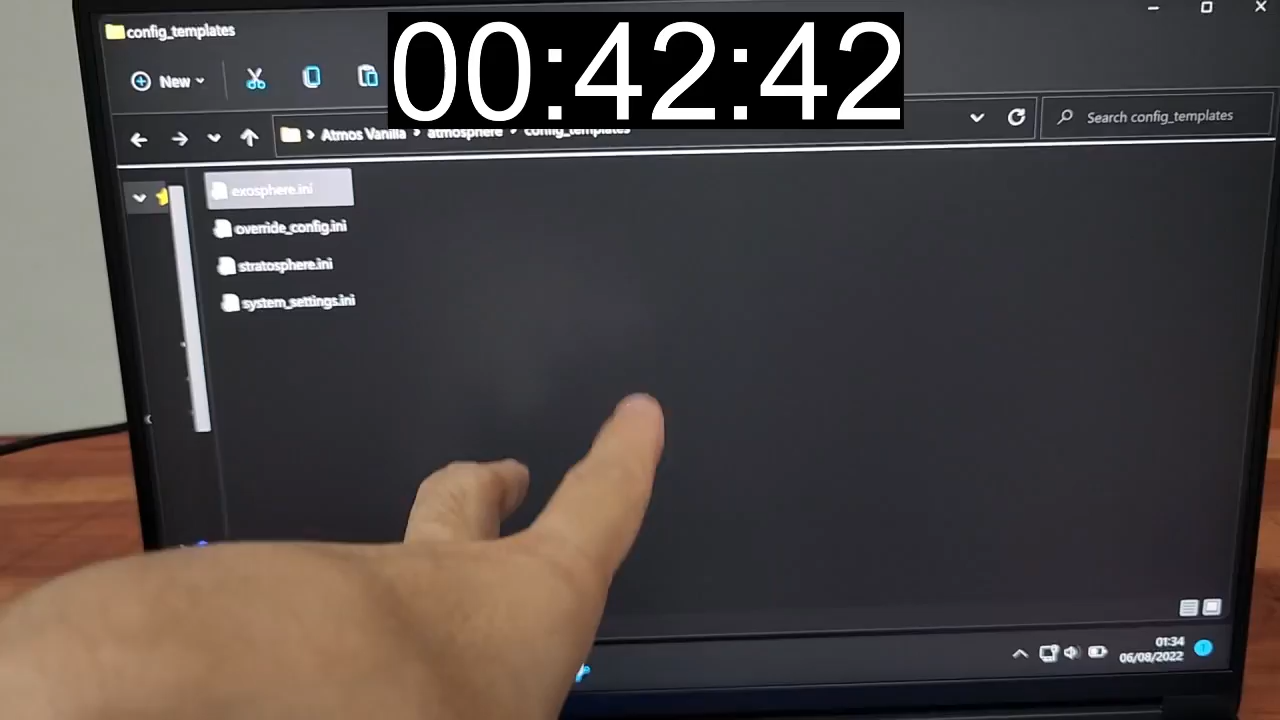 config_templates
00:42:42
New
Atmos Vanilla > atmosphere > config_templates
Search config_templates
exosphere.ini
override_config.ini
stratosphere.ini
system_settings.ini
01:34
06/08/2022
1